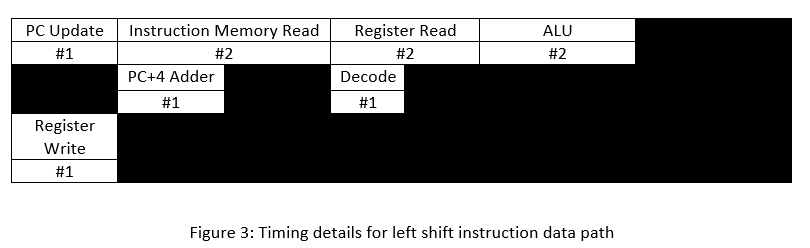 PC Update Instruction Memory Read Register Read ALU
#1 #2 #2 #2
PC+4 Adder Decode
#1 #1
Register
Write
#1
Figure 3: Timing details for left shift instruction data path